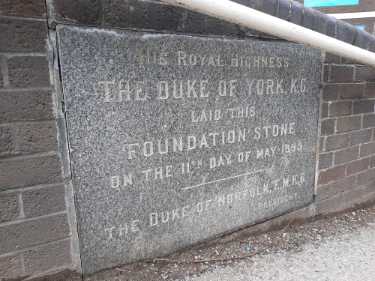 HIS ROYAL HIGHNESS
THE DUKE OF YORK, K.G.
LAID THIS
FOUNDATION STONE
ON THE 11TH DAY OF MAY 1895
THE DUKE OF NORFOLK, E.M. K.G.